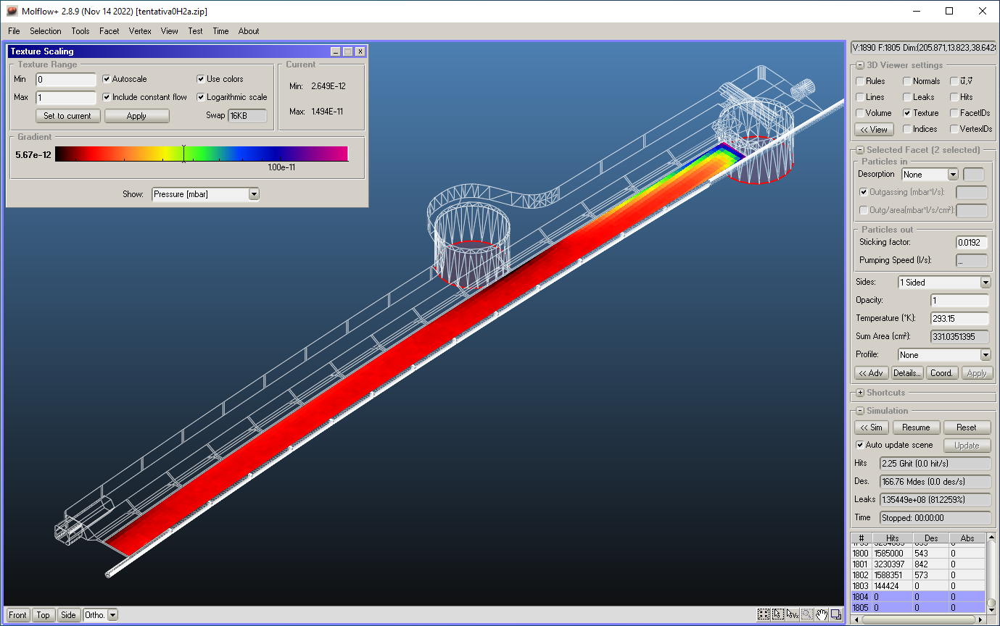 Molflow+ 2.8.9 (Nov 14 2022) [tentativa0H2a.zip]
File Selection Tools Facet Vertex View Test Time About
Texture Scaling
Texture Range
Min 0 Autoscale Use colors
Max 1 Include constant flow Logarithmic scale
Set to current Apply Swap 16KB
Current
Min: 2.649E-12
Max: 1.494E-11
Gradient
5.67e-12
1.00e-11
Show: Pressure [mbar]
V:1890 F:1805 Dim:(205.871,13.823,38.6428
3D Viewer settings
Rules Normals u,v
Lines Leaks Hits
Volume Texture FacetIDs
<< View Indices VertexIDs
Selected Facet (2 selected)
Particles in
Desorption None
Outgassing (mbar*l/s):
Outg/area(mbar*l/s/cm²):
Particles out
Sticking factor: 0.0192
Pumping Speed (l/s): ...
Sides: 1 Sided
Opacity: 1
Temperature (°K): 293.15
Sum Area (cm²): 331.0351395
Profile: None
<< Adv Details... Coord. Apply
Shortcuts
Simulation
<< Sim Resume Reset
Auto update scene Update
Hits 2.25 Ghit (0.0 hit/s)
Des. 166.76 Mdes (0.0 des/s)
Leaks 1.35449e+08 (81.2259%)
Time Stopped: 00:00:00
# Hits Des Abs
1800 1585000 543 0
1801 3230397 842 0
1802 1588351 573 0
1803 144424 0 0
1804 0 0 0
1805 0 0 0
Front Top Side Ortho.